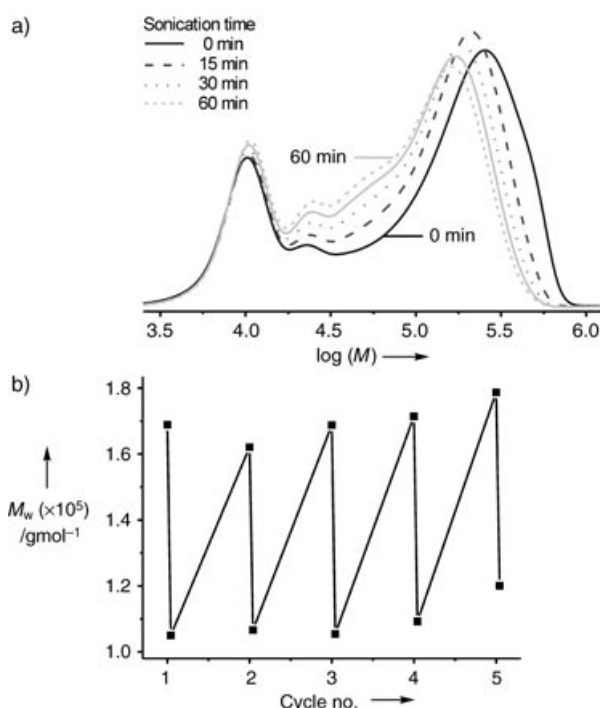 a)
Sonication time
0 min
15 min
30 min
60 min
60 min
0 min
3.5 4.0 4.5 5.0 5.5 6.0
log (M)
b)
1.8
1.6
1.4
1.2
1.0
Mw (×10⁵)
/gmol⁻¹
1 2 3 4 5
Cycle no.